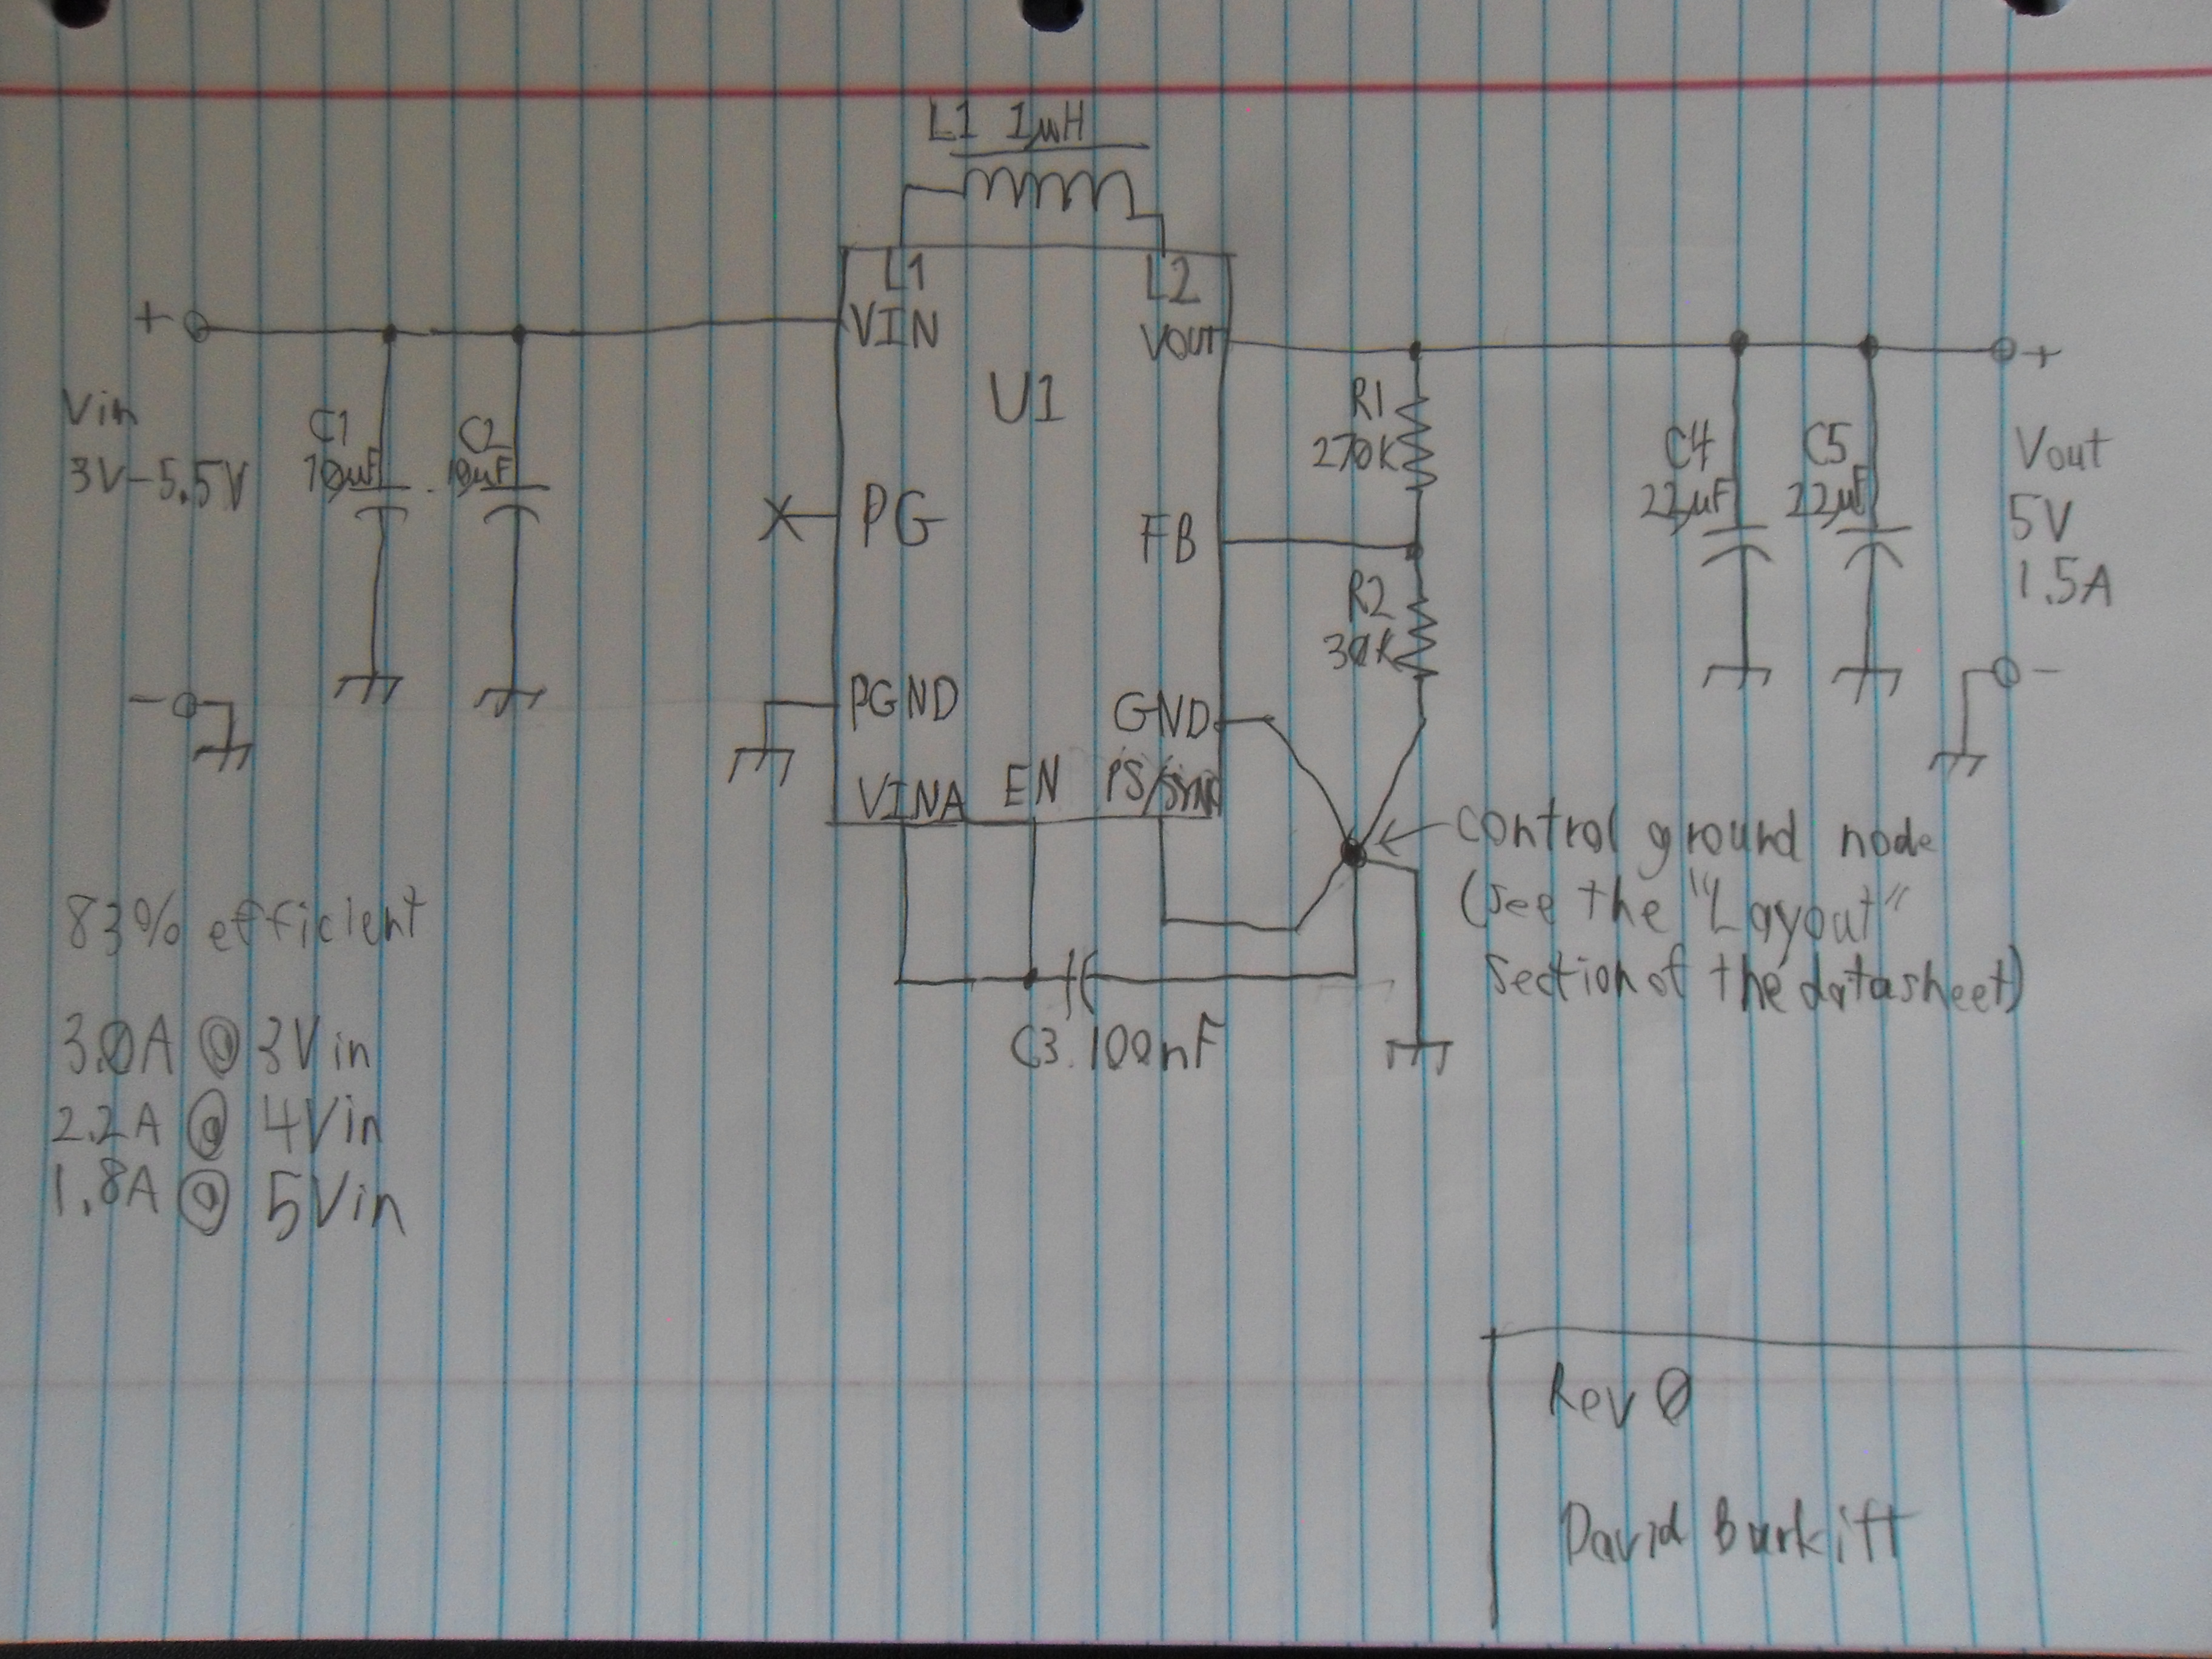 L1 1µH
L1
L2
+
VIN
VOUT
+
U1
Vin
3V-5.5V
C1
10µF
C2
10µF
R1
270K
C4
22µF
C5
22µF
Vout
5V
1.5A
PG
FB
R2
30K
-
PGND
GND
-
VINA
EN
PS/SYNC
control ground node
(see the "Layout"
section of the datasheet)
83% efficient
C3 100nF
3.0A @ 3Vin
2.2A @ 4Vin
1.8A @ 5Vin
Rev 0
David Burkitt